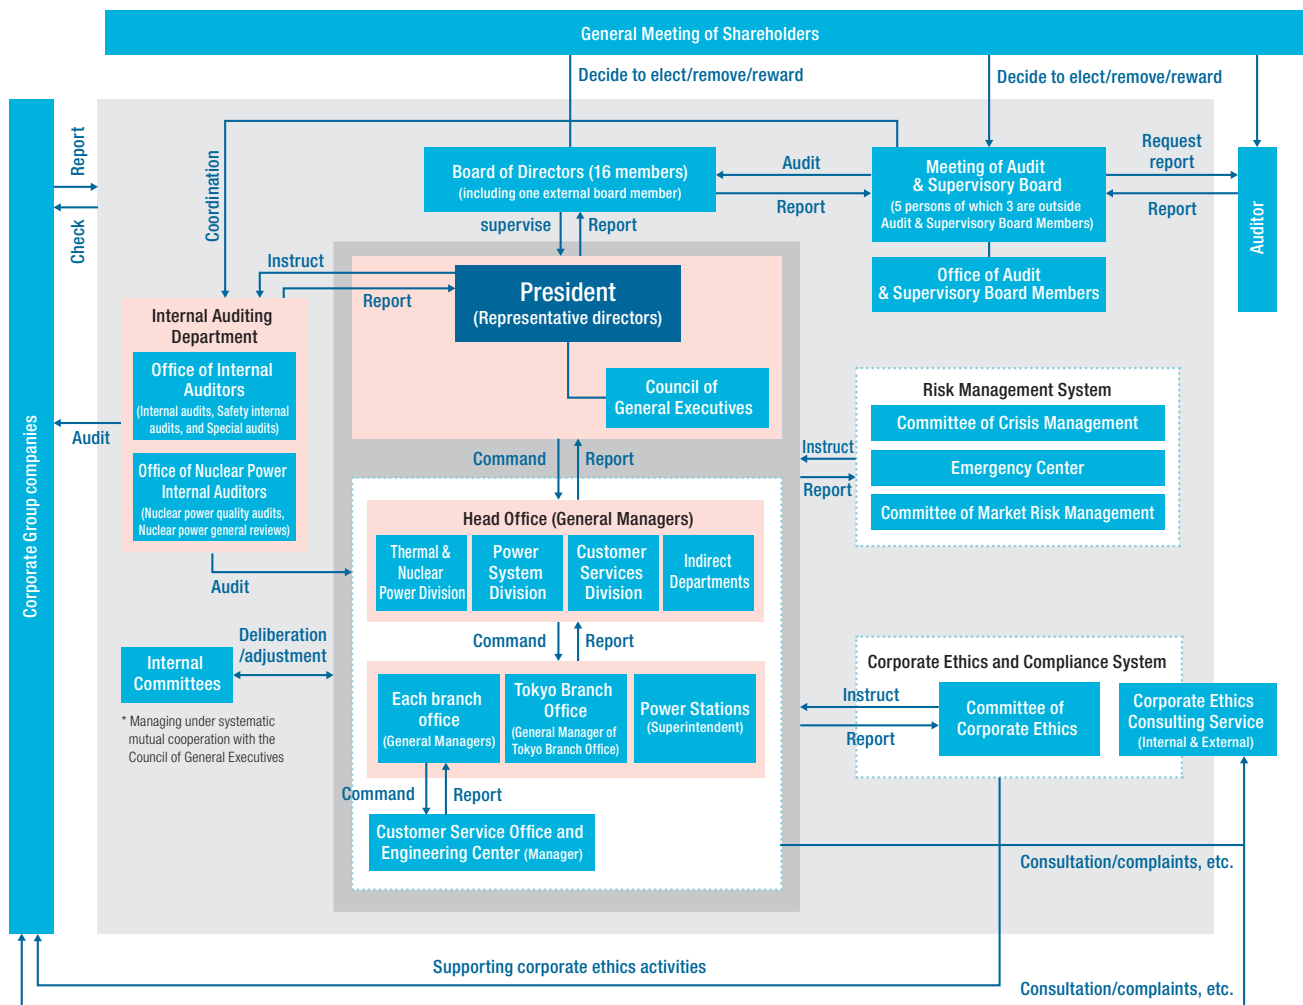 General Meeting of Shareholders
Decide to elect/remove/reward
Decide to elect/remove/reward
Report
Check
Corporate Group companies
Coordination
Board of Directors (16 members)
(including one external board member)
Audit
Report
Meeting of Audit
& Supervisory Board
(5 persons of which 3 are outside
Audit & Supervisory Board Members)
Request
report
Report
Auditor
Office of Audit
& Supervisory Board Members
supervise
Report
Instruct
Report
President
(Representative directors)
Council of
General Executives
Internal Auditing
Department
Office of Internal
Auditors
(Internal audits, Safety internal
audits, and Special audits)
Office of Nuclear Power
Internal Auditors
(Nuclear power quality audits,
Nuclear power general reviews)
Audit
Audit
Command
Report
Risk Management System
Committee of Crisis Management
Emergency Center
Committee of Market Risk Management
Instruct
Report
Head Office (General Managers)
Thermal &
Nuclear
Power Division
Power
System
Division
Customer
Services
Division
Indirect
Departments
Command
Report
Deliberation
/adjustment
Internal
Committees
* Managing under systematic
mutual cooperation with the
Council of General Executives
Each branch
office
(General Managers)
Tokyo Branch
Office
(General Manager of
Tokyo Branch Office)
Power Stations
(Superintendent)
Command
Report
Customer Service Office and
Engineering Center (Manager)
Corporate Ethics and Compliance System
Instruct
Report
Committee of
Corporate Ethics
Corporate Ethics
Consulting Service
(Internal & External)
Consultation/complaints, etc.
Supporting corporate ethics activities
Consultation/complaints, etc.